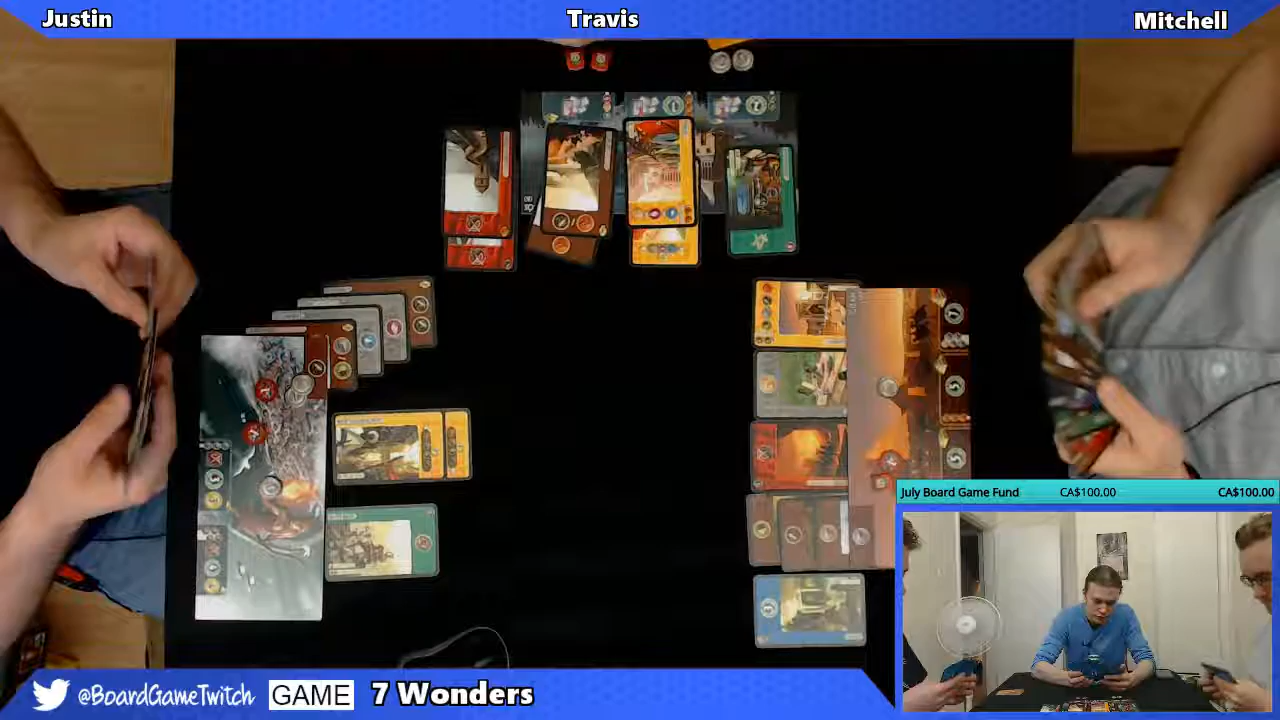 Justin
Travis
Mitchell
July Board Game Fund CA$100.00 CA$100.00
@BoardGameTwitch GAME 7 Wonders